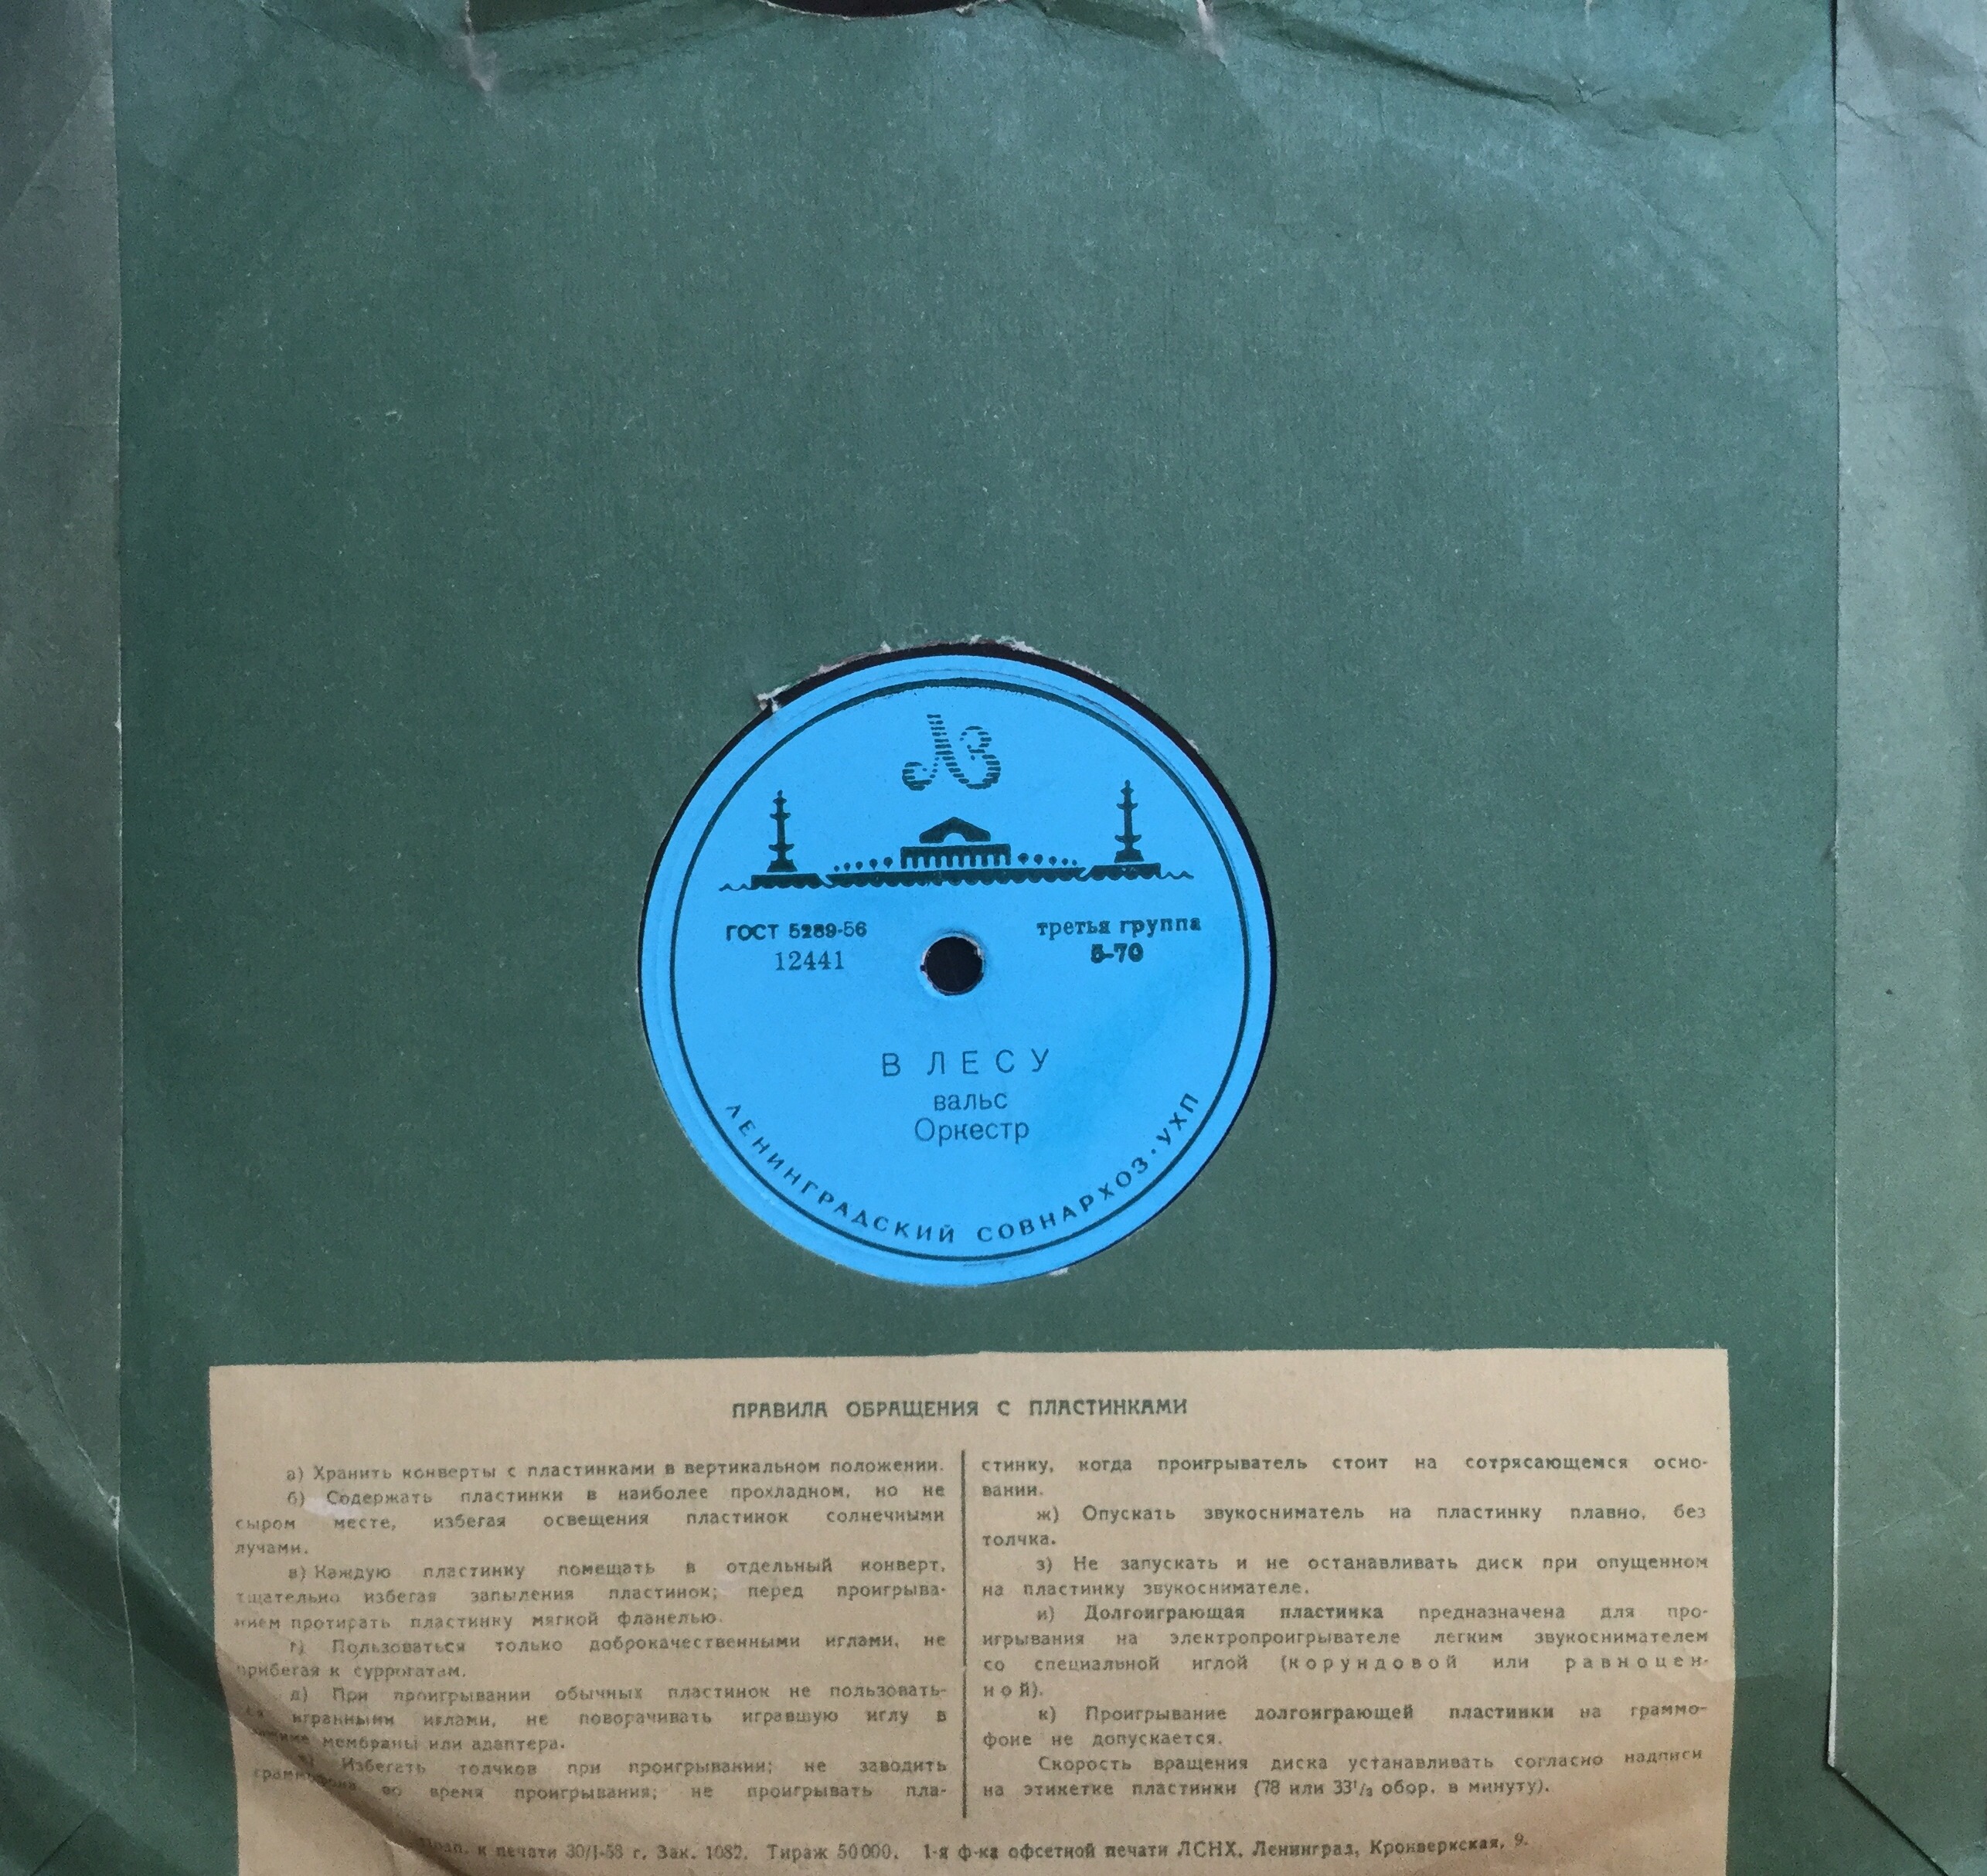 ЛЗ
ГОСТ 5289-56
12441
третья группа
5-70
В ЛЕСУ
вальс
Оркестр
ЛЕНИНГРАДСКИЙ СОВНАРХОЗ·УХП
ПРАВИЛА ОБРАЩЕНИЯ С ПЛАСТИНКАМИ
а) Хранить конверты с пластинками в вертикальном положении.
б) Содержать пластинки в наиболее прохладном, но не
сыром месте, избегая освещения пластинок солнечными
лучами.
в) Каждую пластинку помещать в отдельный конверт,
тщательно избегая запыления пластинок; перед проигрыва-
нием протирать пластинку мягкой фланелью.
г) Пользоваться только доброкачественными иглами, не
прибегая к суррогатам.
д) При проигрывании обычных пластинок не пользовать-
ся игранными иглами, не поворачивать игравшую иглу в
мембраны или адаптера.
Избегать толчков при проигрывании; не заводить
граммофона во время проигрывания; не проигрывать пла-
стинку, когда проигрыватель стоит на сотрясающемся осно-
вании.
ж) Опускать звукосниматель на пластинку плавно, без
толчка.
з) Не запускать и не останавливать диск при опущенном
на пластинку звукоснимателе.
и) Долгоиграющая пластинка предназначена для про-
игрывания на электропроигрывателе легким звукоснимателем
со специальной иглой (корундовой или равноцен-
ной).
к) Проигрывание долгоиграющей пластинки на граммо-
фоне не допускается.
Скорость вращения диска устанавливать согласно надписи
на этикетке пластинки (78 или 33¹/₃ обор. в минуту).
к печати 30/I-58 г. Зак. 1082. Тираж 50000. 1-я ф-ка офсетной печати ЛСНХ, Ленинград, Кронверкская, 9.